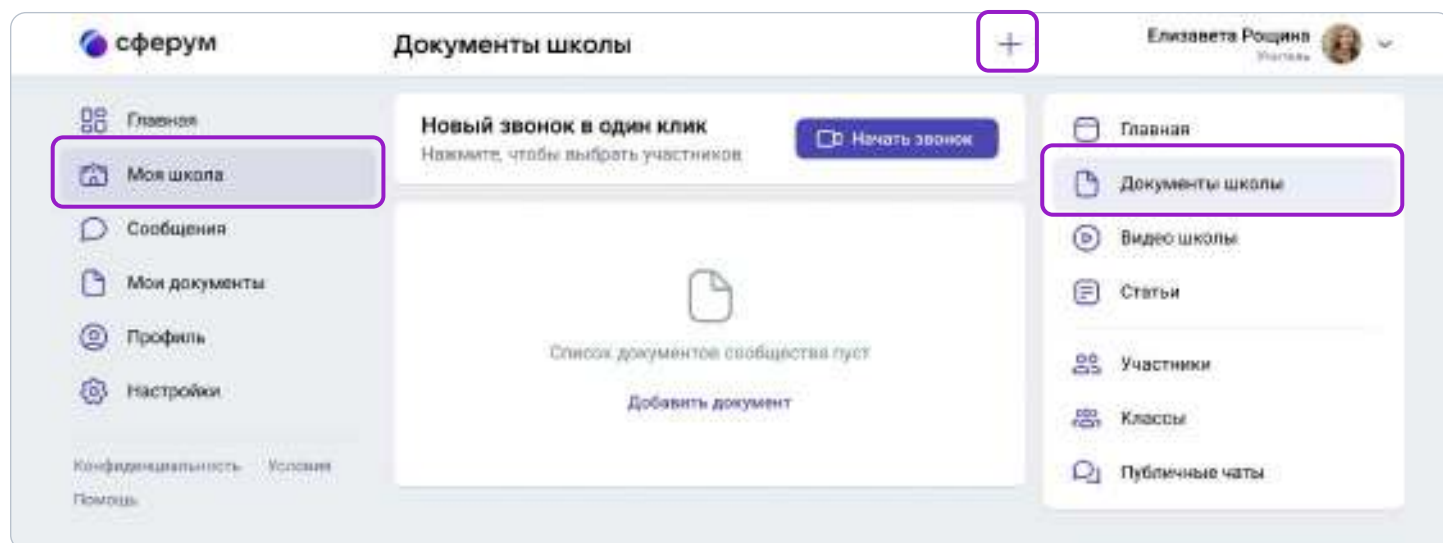 сферум
Документы школы
Елизавета Рощина
Учитель
Главная
Моя школа
Сообщения
Мои документы
Профиль
Настройки
Конфиденциальность Условия
Помощь
Новый звонок в один клик
Нажмите, чтобы выбрать участников
Начать звонок
Список документов сообщества пуст
Добавить документ
Главная
Документы школы
Видео школы
Статьи
Участники
Классы
Публичные чаты